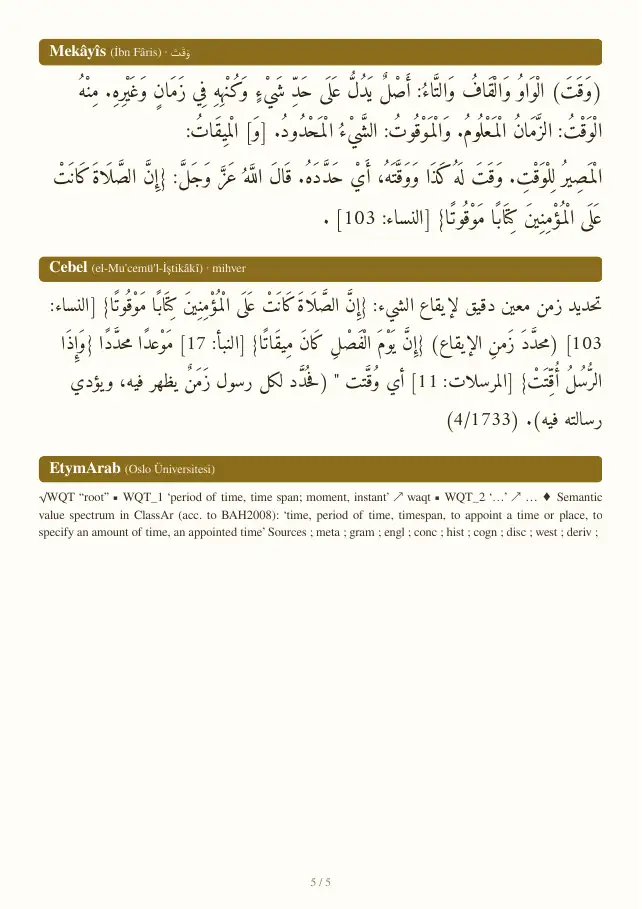 Mekâyîs (İbn Fâris) · وَقَتَ
(وَقَتَ) الْوَاوُ وَالْقَافُ وَالتَّاءُ: أَصْلٌ يَدُلُّ عَلَى حَدِّ شَيْءٍ وَكُنْهِهِ فِي زَمَانٍ وَغَيْرِهِ. مِنْهُ
الْوَقْتُ: الزَّمَانُ الْمَعْلُومُ. وَالْمَوْقُوتُ: الشَّيْءُ الْمَحْدُودُ. [وَ] الْمِيقَاتُ:
الْمَصِيرُ لِلْوَقْتِ. وَقَتَ لَهُ كَذَا وَوَقَّتَهُ، أَيْ حَدَّدَهُ. قَالَ اللَّهُ عَزَّ وَجَلَّ: {إِنَّ الصَّلَاةَ كَانَتْ
عَلَى الْمُؤْمِنِينَ كِتَابًا مَوْقُوتًا} [النساء: 103] .
Cebel (el-Mu'cemü'l-İştikâkî) · mihver
تحديد زمن معين دقيق لإيقاع الشيء: {إِنَّ الصَّلَاةَ كَانَتْ عَلَى الْمُؤْمِنِينَ كِتَابًا مَوْقُوتًا} [النساء:
103] (محدَّدَ زَمنِ الإيقاع) {إِنَّ يَوْمَ الْفَصْلِ كَانَ مِيقَاتًا} [النبأ: 17] مَوْعدًا محدَّدًا {وَإِذَا
الرُّسُلُ أُقِّتَتْ} [المرسلات: 11] أي وُقَّتت " (حُدَّد لكل رسول زَمَنٌ يظهر فيه، ويؤدي
رسالته فيه). (4/1733)
EtymArab (Oslo Üniversitesi)
√WQT “root” ▪ WQT_1 ‘period of time, time span; moment, instant’ ↗ waqt ▪ WQT_2 ‘…’ ↗ … ♦ Semantic
value spectrum in ClassAr (acc. to BAH2008): ‘time, period of time, timespan, to appoint a time or place, to
specify an amount of time, an appointed time’ Sources ; meta ; gram ; engl ; conc ; hist ; cogn ; disc ; west ; deriv ;
5 / 5